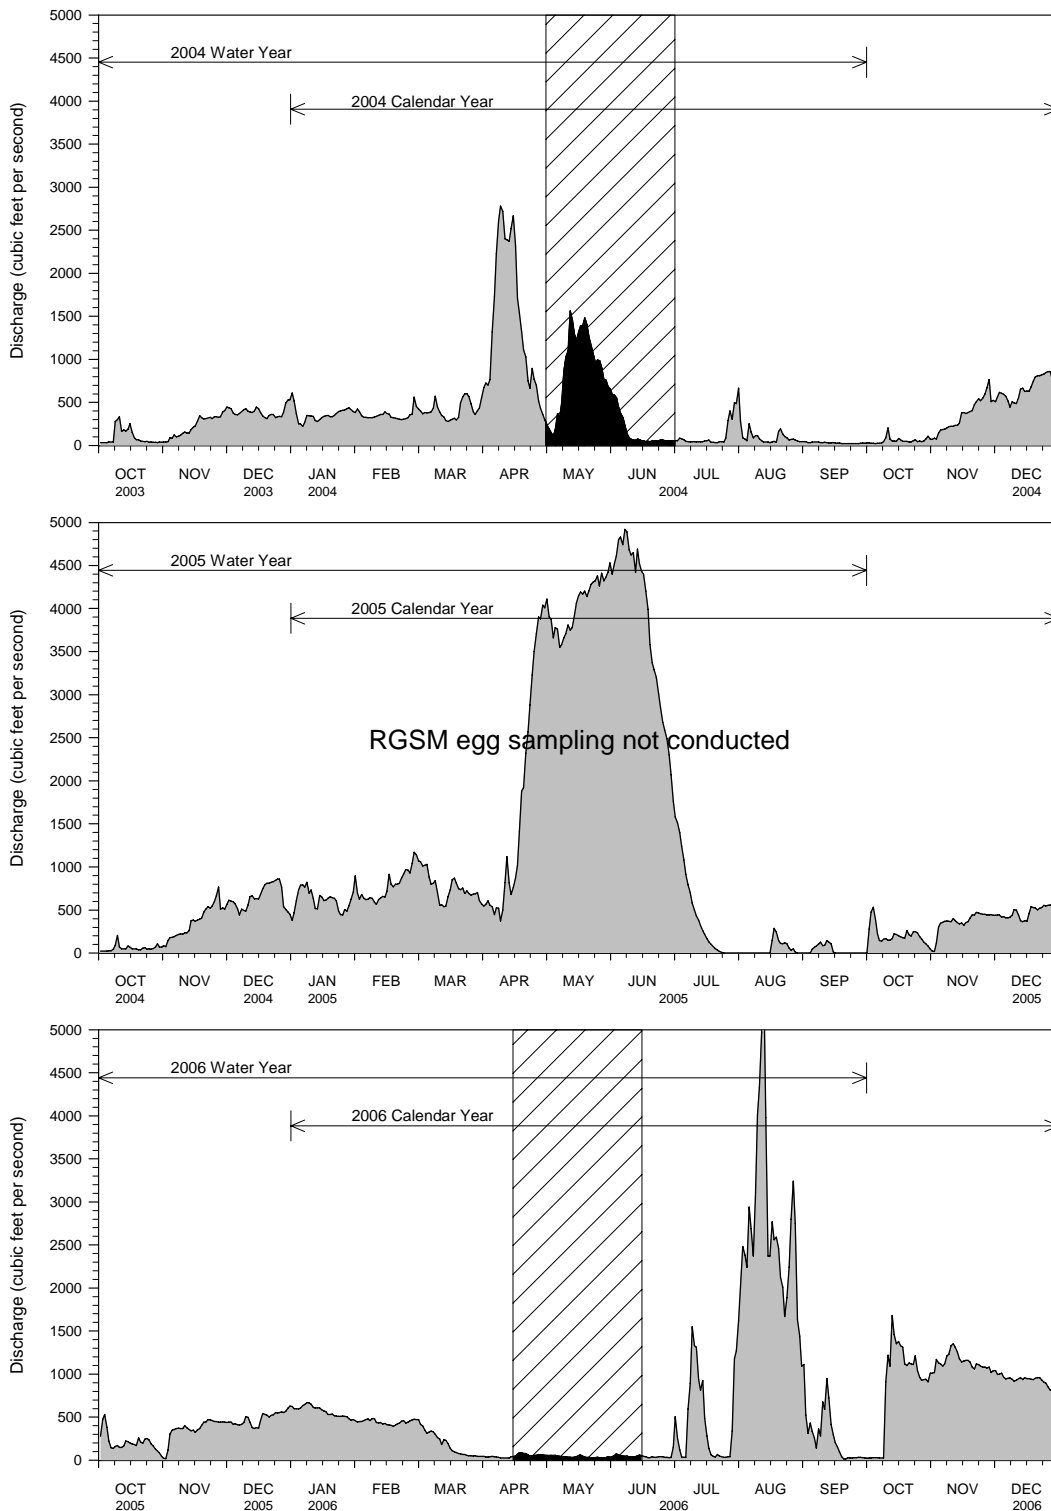 5000
4500
4000
3500
3000
2500
2000
1500
1000
500
0
Discharge (cubic feet per second)
2004 Water Year
2004 Calendar Year
OCT NOV DEC JAN FEB MAR APR MAY JUN JUL AUG SEP OCT NOV DEC
2003 2003 2004 2004 2004
5000
4500
4000
3500
3000
2500
2000
1500
1000
500
0
Discharge (cubic feet per second)
2005 Water Year
2005 Calendar Year
RGSM egg sampling not conducted
OCT NOV DEC JAN FEB MAR APR MAY JUN JUL AUG SEP OCT NOV DEC
2004 2004 2005 2005 2005
5000
4500
4000
3500
3000
2500
2000
1500
1000
500
0
Discharge (cubic feet per second)
2006 Water Year
2006 Calendar Year
OCT NOV DEC JAN FEB MAR APR MAY JUN JUL AUG SEP OCT NOV DEC
2005 2005 2006 2006 2006